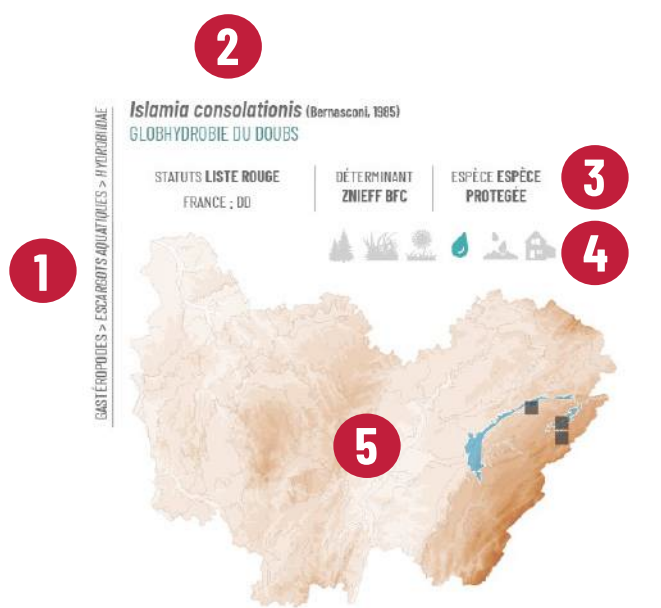 2
Islamia consolationis (Bernasconi, 1985)
GLOBHYDROBIE DU DOUBS
STATUTS LISTE ROUGE
FRANCE : DD
DÉTERMINANT
ZNIEFF BFC
ESPÈCE ESPÈCE
PROTEGÉE
3
4
1
GASTÉROPODES > ESCARGOTS AQUATIQUES > HYDROBIIDAE
5